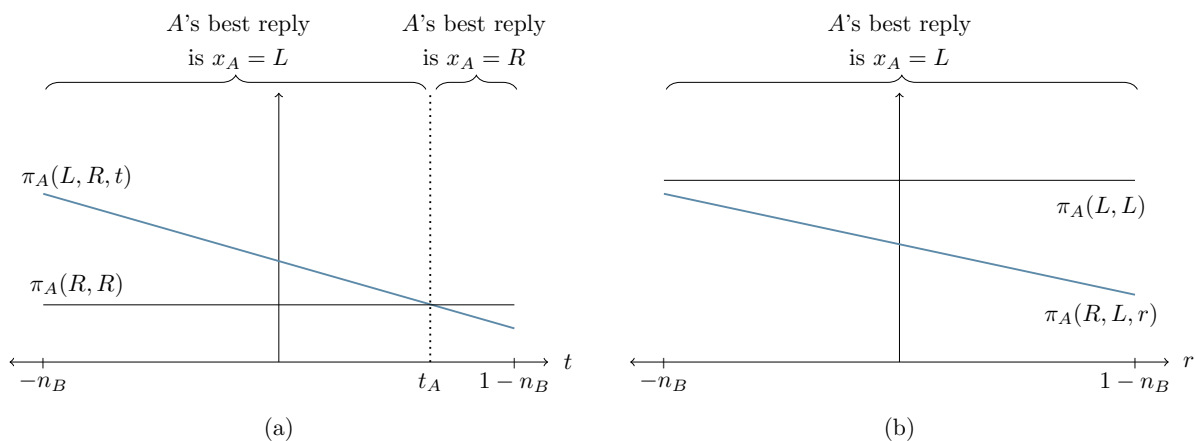 A's best reply
is x_A = L
A's best reply
is x_A = R
π_A(L, R, t)
π_A(R, R)
t
−n_B
t_A
1 − n_B
(a)
A's best reply
is x_A = L
π_A(L, L)
π_A(R, L, r)
r
−n_B
1 − n_B
(b)